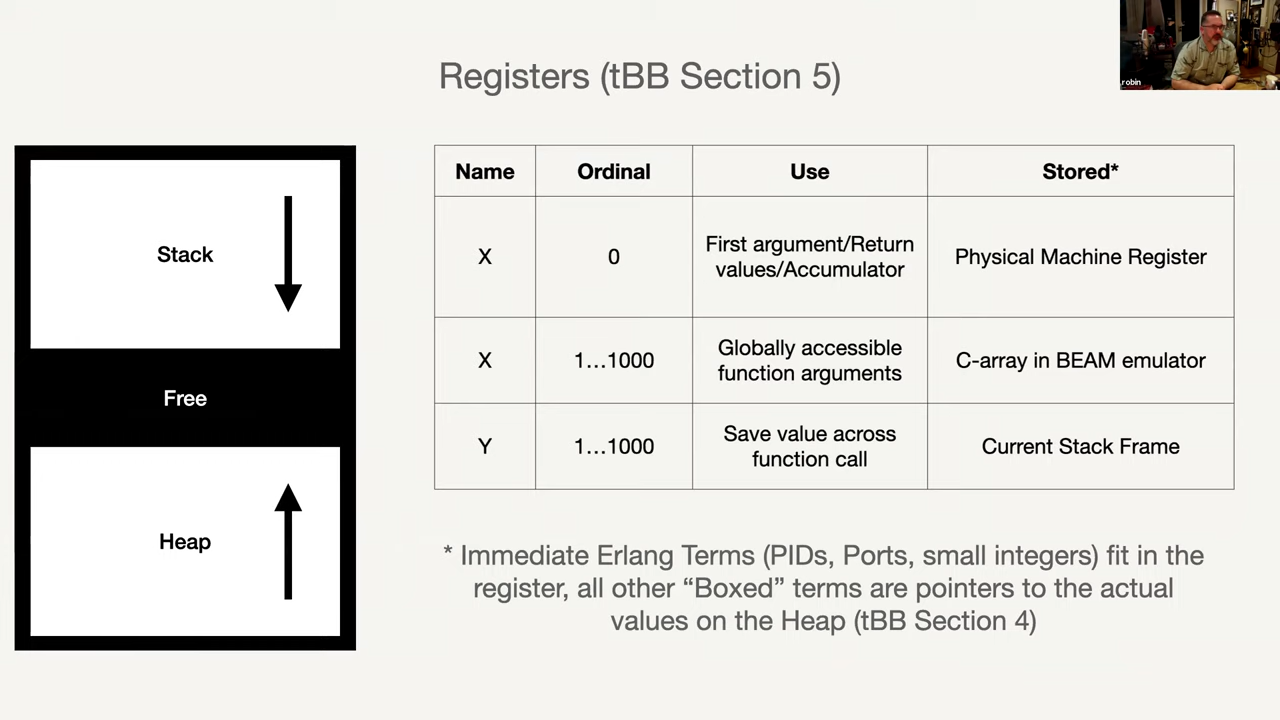 Registers (tBB Section 5)
robin
Stack
Free
Heap
Name Ordinal Use Stored*
X 0 First argument/Return values/Accumulator Physical Machine Register
X 1…1000 Globally accessible function arguments C-array in BEAM emulator
Y 1…1000 Save value across function call Current Stack Frame
* Immediate Erlang Terms (PIDs, Ports, small integers) fit in the
register, all other “Boxed” terms are pointers to the actual
values on the Heap (tBB Section 4)